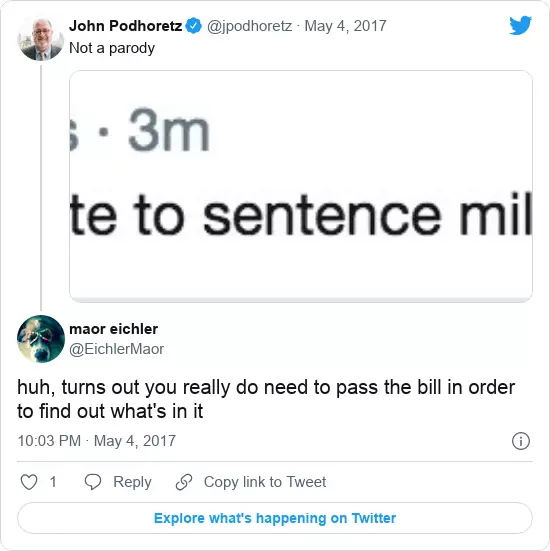 John Podhoretz @jpodhoretz · May 4, 2017
Not a parody
· 3m
te to sentence mil
maor eichler
@EichlerMaor
huh, turns out you really do need to pass the bill in order
to find out what's in it
10:03 PM · May 4, 2017
1 Reply Copy link to Tweet
Explore what's happening on Twitter